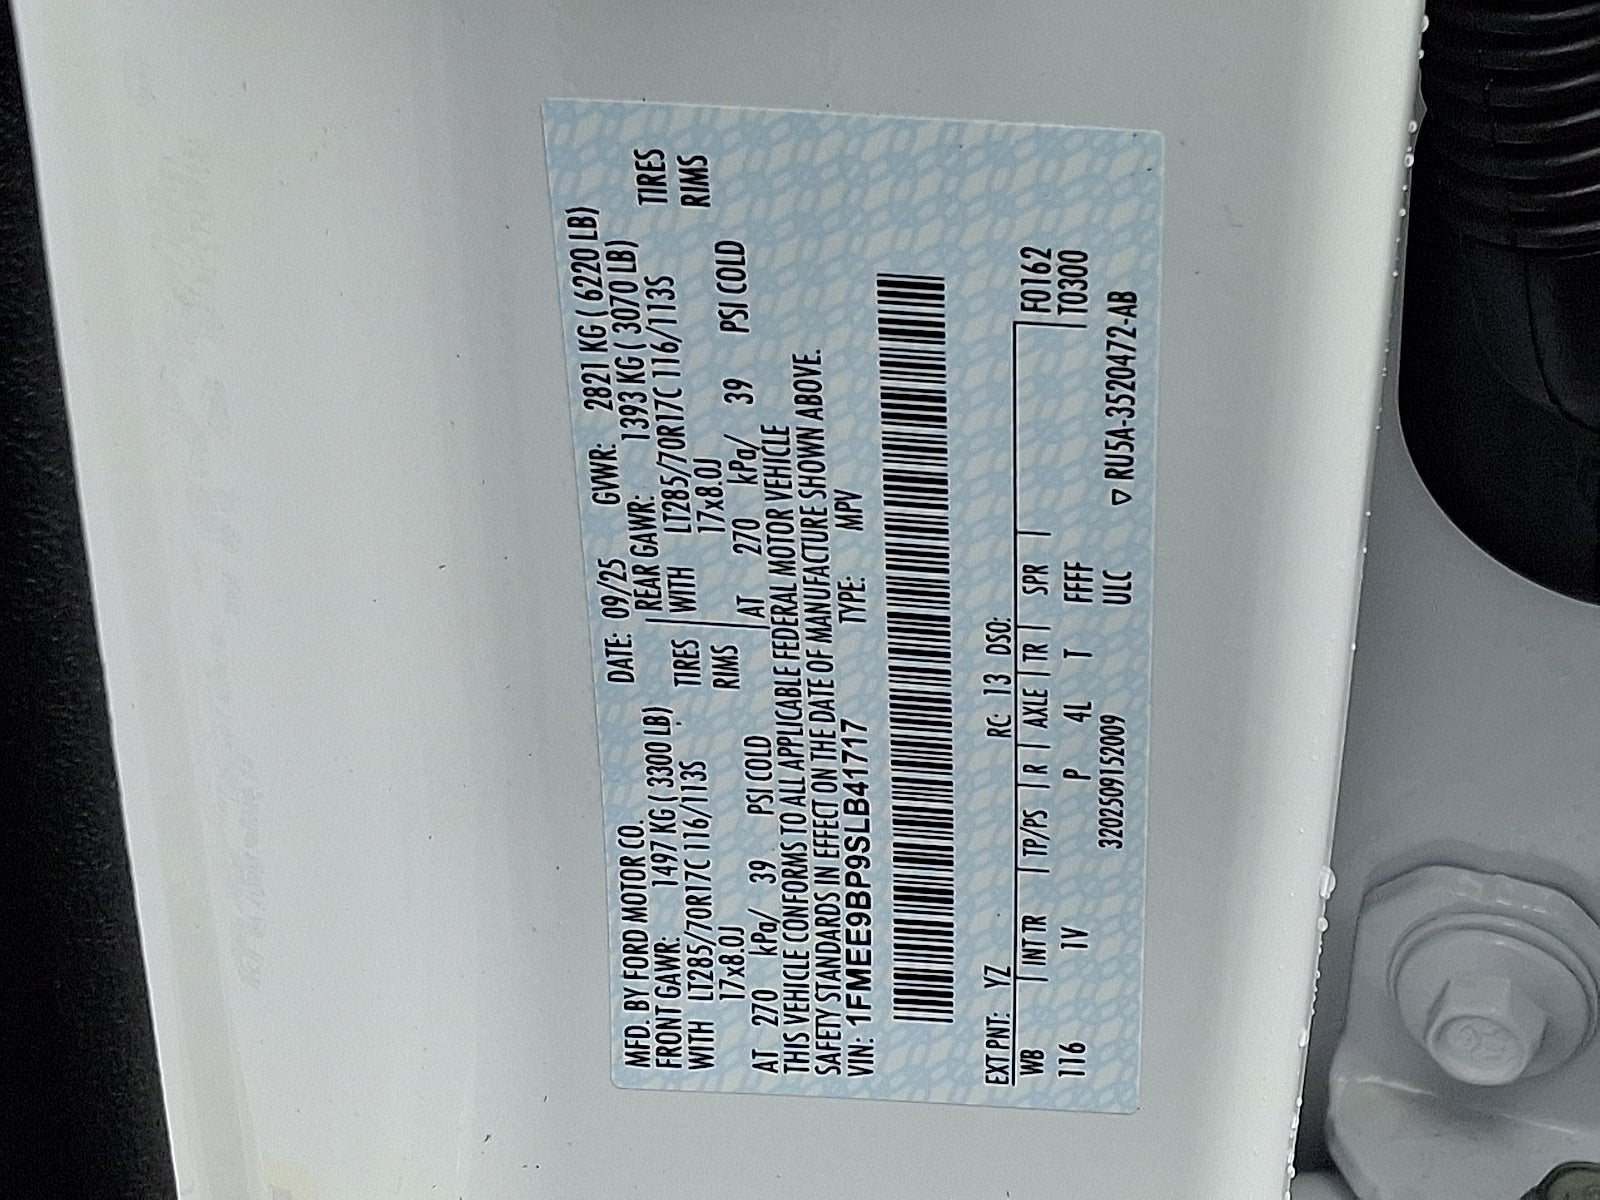 MFD. BY FORD MOTOR CO. DATE: 09/25 GVWR: 2821 KG ( 6220 LB)
FRONT GAWR: 1497 KG ( 3300 LB) REAR GAWR: 1393 KG ( 3070 LB)
WITH LT285/70R17C 116/113S TIRES WITH LT285/70R17C 116/113S TIRES
17x8.0J RIMS 17x8.0J RIMS
AT 270 kPa/ 39 PSI COLD AT 270 kPa/ 39 PSI COLD
THIS VEHICLE CONFORMS TO ALL APPLICABLE FEDERAL MOTOR VEHICLE
SAFETY STANDARDS IN EFFECT ON THE DATE OF MANUFACTURE SHOWN ABOVE.
VIN: 1FMEE9BP9SLB41717 TYPE: MPV
EXT PNT: YZ RC: 13 DSO:
WB INT TR TP/PS R AXLE TR SPR F0162
116 1V P 4L T FFFF T0300
3202509152009 ULC ▽ RU5A-3520472-AB